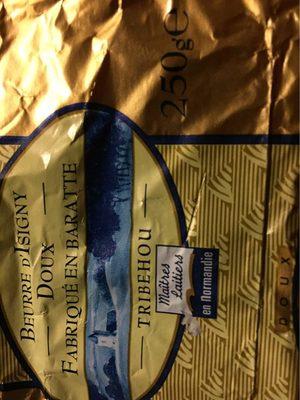 BEURRE D'ISIGNY
DOUX
FABRIQUÉ EN BARATTE
TRIBEHOU
Maîtres
Laitiers
en Normandie
250g e
DOUX